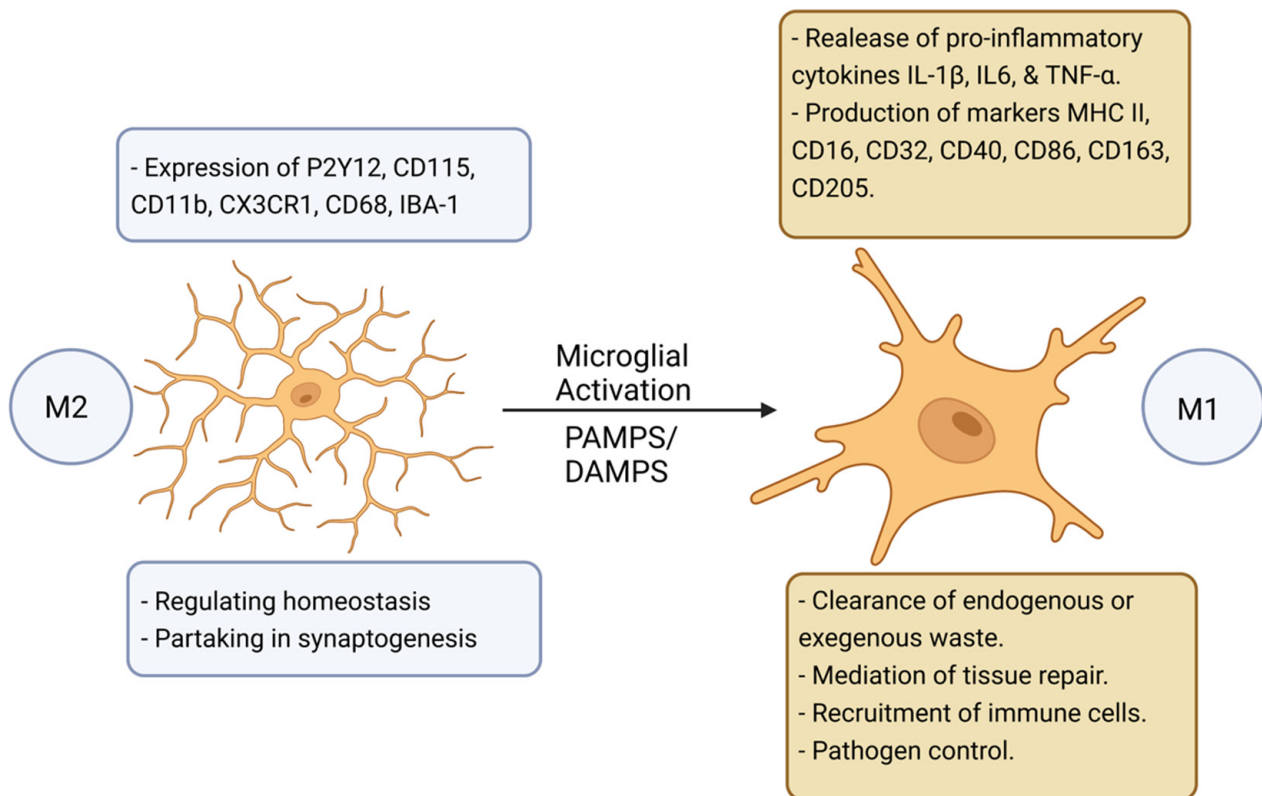 - Realease of pro-inflammatory
cytokines IL-1β, IL6, & TNF-α.
- Production of markers MHC II,
CD16, CD32, CD40, CD86, CD163,
CD205.
- Expression of P2Y12, CD115,
CD11b, CX3CR1, CD68, IBA-1
M2
Microglial
Activation
PAMPS/
DAMPS
M1
- Regulating homeostasis
- Partaking in synaptogenesis
- Clearance of endogenous or
exegenous waste.
- Mediation of tissue repair.
- Recruitment of immune cells.
- Pathogen control.